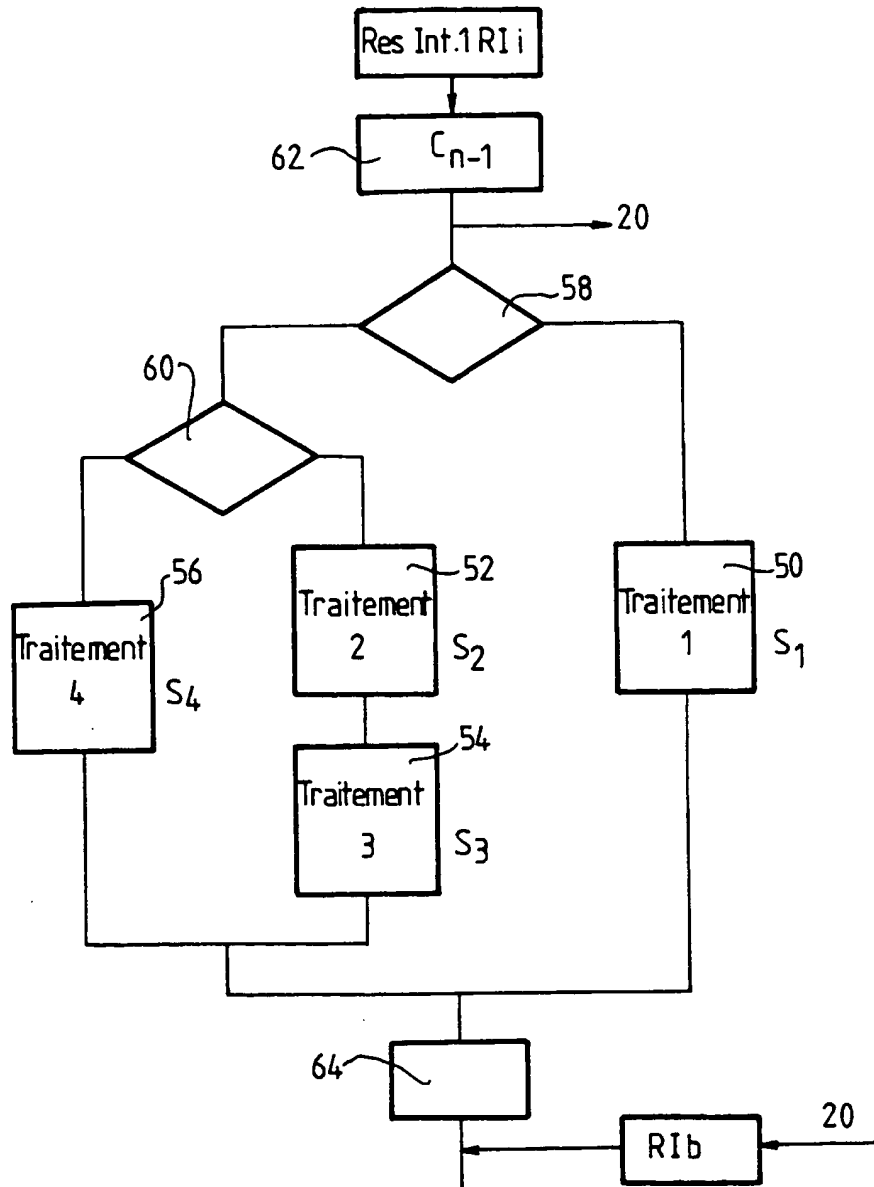 Res Int.1 RI i
62
Cn-1
20
58
60
56
52
50
Traitement
4
S4
Traitement
2
S2
Traitement
1
S1
54
Traitement
3
S3
64
RIb
20